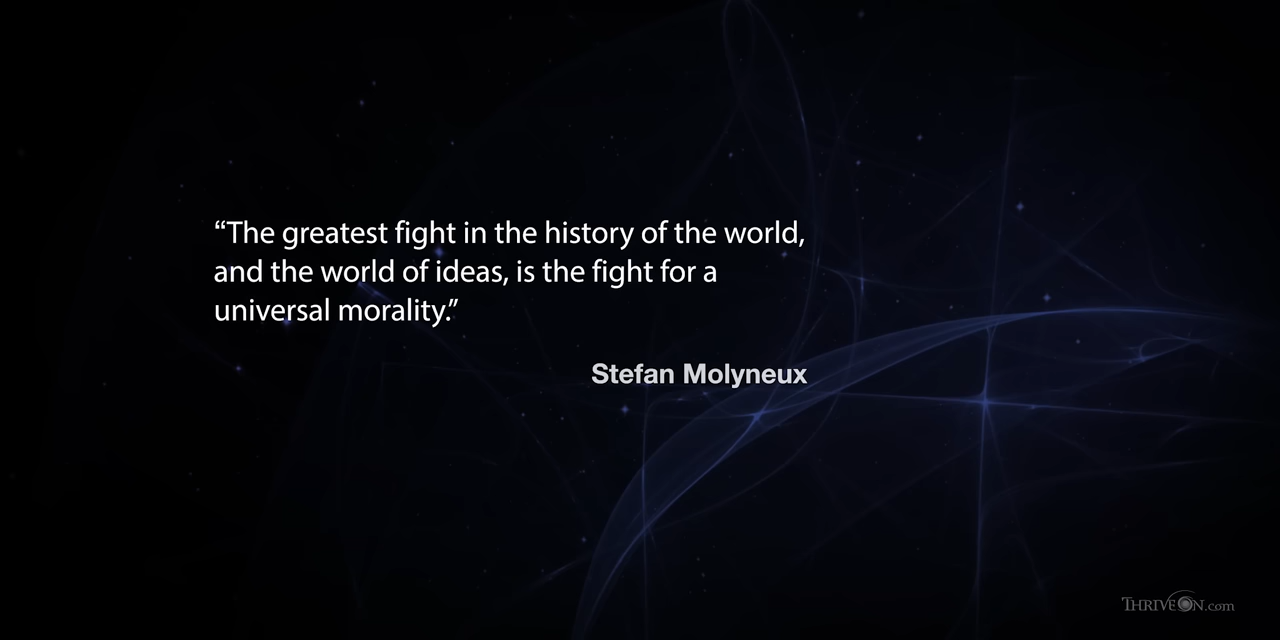 “The greatest fight in the history of the world,
and the world of ideas, is the fight for a
universal morality.”
Stefan Molyneux
THRIVEON.com